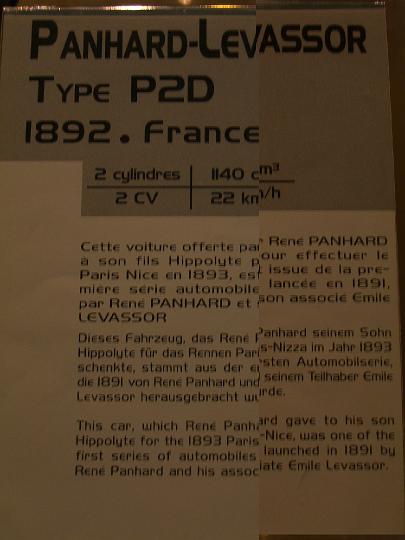 PANHARD-LEVASSOR
TYPE P2D
1892. France
2 cylindres 1140 cm³
2 CV 22 km/h
Cette voiture offerte par René PANHARD
à son fils Hippolyte pour effectuer le
Paris Nice en 1893, est issue de la pre-
mière série automobile lancée en 1891,
par René PANHARD et son associé Emile
LEVASSOR
Dieses Fahrzeug, das René Panhard seinem Sohn
Hippolyte für das Rennen Paris-Nizza im Jahr 1893
schenkte, stammt aus der ersten Automobilserie,
die 1891 von René Panhard und seinem Teilhaber Emile
Levassor herausgebracht wurde.
This car, which René Panhard gave to his son
Hippolyte for the 1893 Paris-Nice, was one of the
first series of automobiles launched in 1891 by
René Panhard and his associate Emile Levassor.